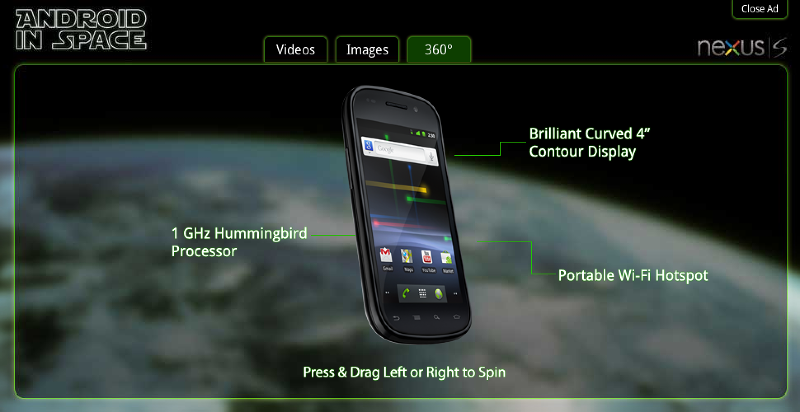 ANDROID
IN SPACE
Close Ad
Videos
Images
360°
nexus S
Brilliant Curved 4”
Contour Display
Google
1 GHz Hummingbird
Processor
Gmail
Maps
YouTube
Market
Portable Wi-Fi Hotspot
Press & Drag Left or Right to Spin